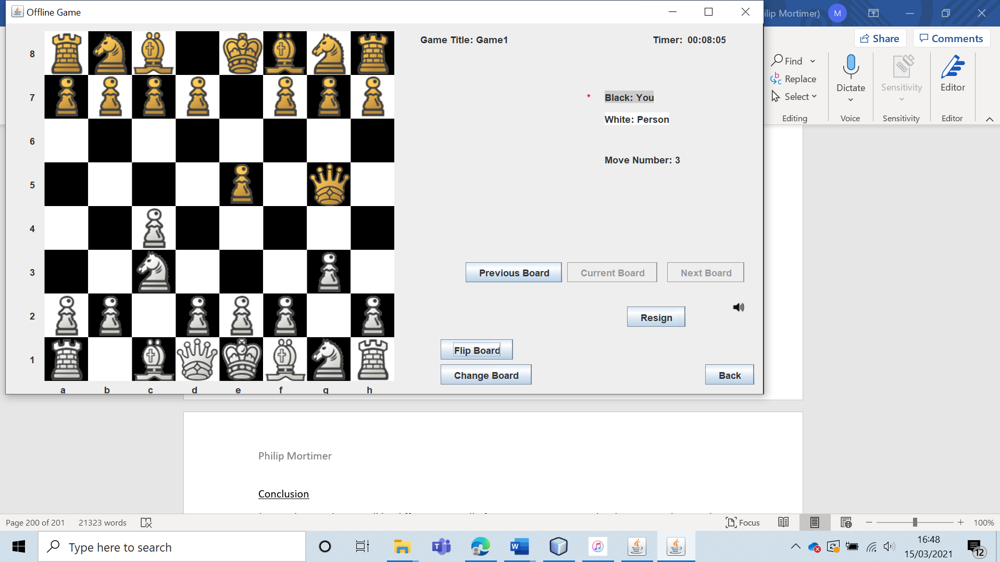 Offline Game
ilip Mortimer)
M
Share
Comments
Game Title: Game1
Timer: 00:08:05
Find
Replace
Select
Dictate
Sensitivity
Editor
Editing
Voice
Sensitivity
Editor
8
7
6
5
4
3
2
1
a b c d e f g h
* Black: You
White: Person
Move Number: 3
Previous Board
Current Board
Next Board
Resign
Flip Board
Change Board
Back
Philip Mortimer
Conclusion
Page 200 of 201
21323 words
Focus
100%
Type here to search
16:48
15/03/2021
12